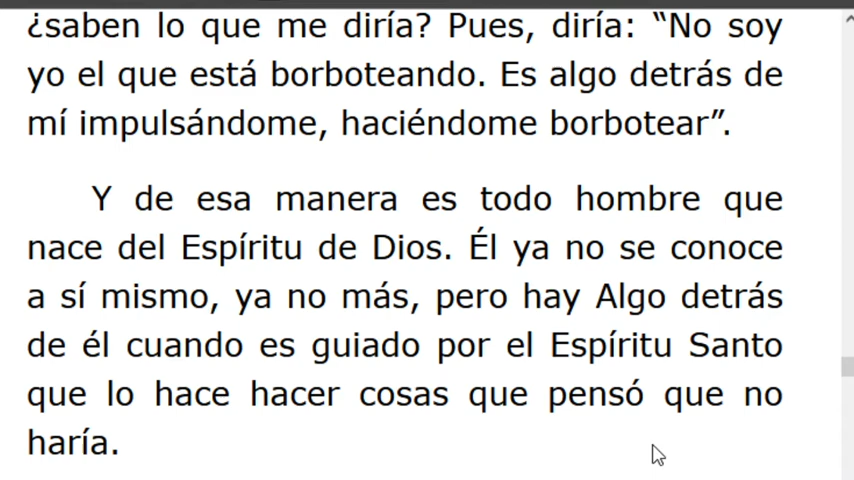 ¿saben lo que me diría? Pues, diría: “No soy
yo el que está borboteando. Es algo detrás de
mí impulsándome, haciéndome borbotear”.
Y de esa manera es todo hombre que
nace del Espíritu de Dios. Él ya no se conoce
a sí mismo, ya no más, pero hay Algo detrás
de él cuando es guiado por el Espíritu Santo
que lo hace hacer cosas que pensó que no
haría.